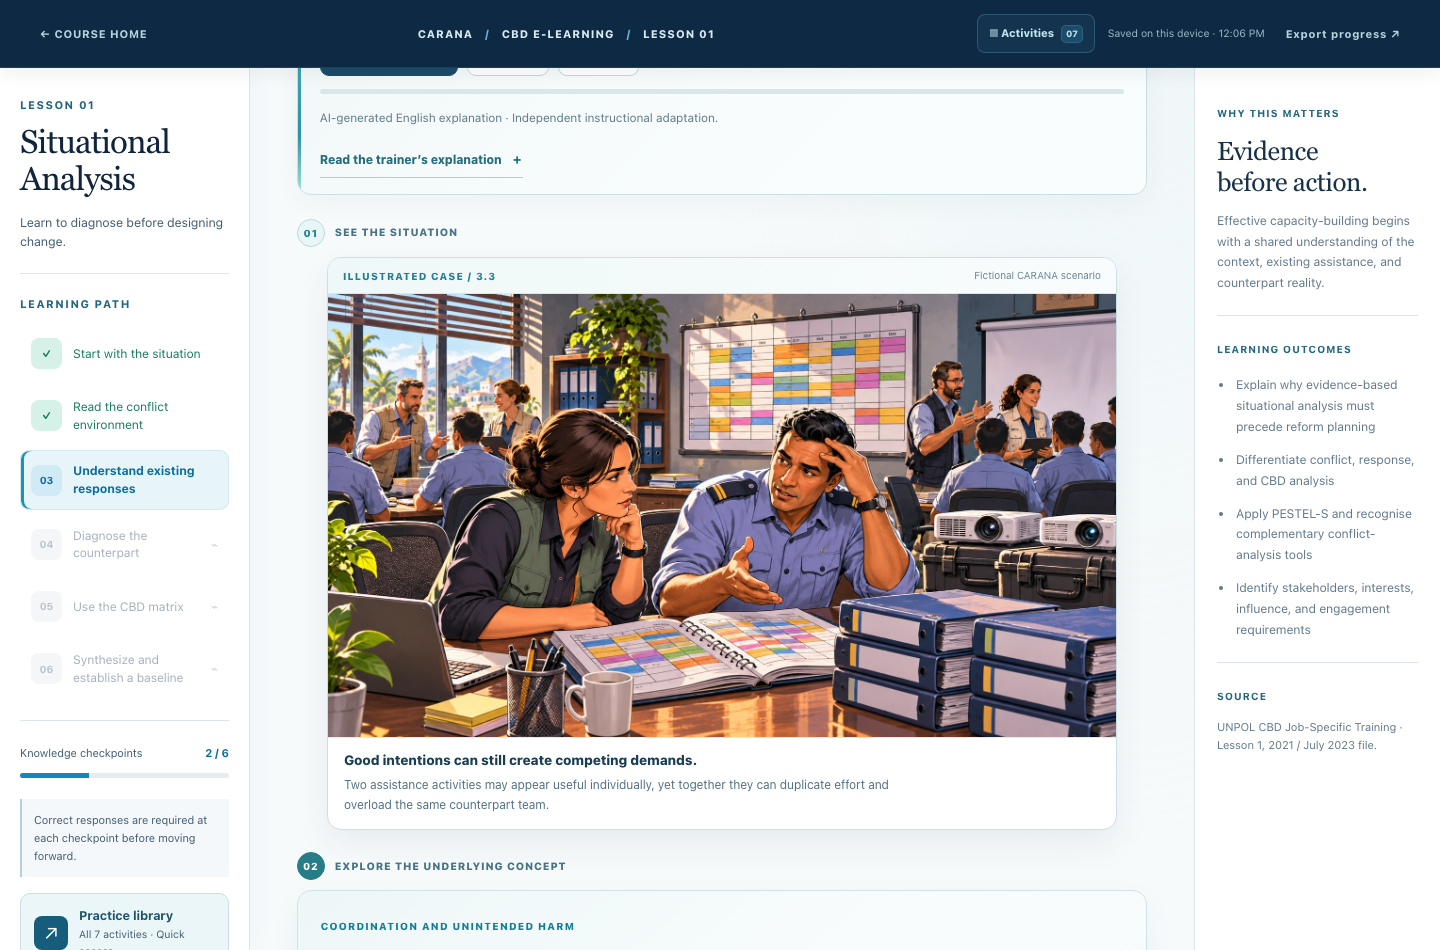 ← COURSE HOME
CARANA / CBD E-LEARNING / LESSON 01
Activities 07
Saved on this device · 12:06 PM
Export progress ↗
LESSON 01
Situational
Analysis
Learn to diagnose before designing
change.
LEARNING PATH
✓ Start with the situation
✓ Read the conflict
environment
03 Understand existing
responses
04 Diagnose the
counterpart
05 Use the CBD matrix
06 Synthesize and
establish a baseline
Knowledge checkpoints 2 / 6
Correct responses are required at
each checkpoint before moving
forward.
Practice library
All 7 activities · Quick
AI-generated English explanation · Independent instructional adaptation.
Read the trainer’s explanation +
01 SEE THE SITUATION
ILLUSTRATED CASE / 3.3
Fictional CARANA scenario
Good intentions can still create competing demands.
Two assistance activities may appear useful individually, yet together they can duplicate effort and
overload the same counterpart team.
02 EXPLORE THE UNDERLYING CONCEPT
COORDINATION AND UNINTENDED HARM
WHY THIS MATTERS
Evidence
before action.
Effective capacity-building begins
with a shared understanding of the
context, existing assistance, and
counterpart reality.
LEARNING OUTCOMES
• Explain why evidence-based
situational analysis must
precede reform planning
• Differentiate conflict, response,
and CBD analysis
• Apply PESTEL-S and recognise
complementary conflict-
analysis tools
• Identify stakeholders, interests,
influence, and engagement
requirements
SOURCE
UNPOL CBD Job-Specific Training ·
Lesson 1, 2021 / July 2023 file.